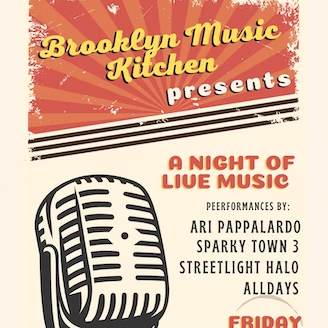 Brooklyn Music
Kitchen
presents
A NIGHT OF
LIVE MUSIC
PEERFORMANCES BY:
ARI PAPPALARDO
SPARKY TOWN 3
STREETLIGHT HALO
ALLDAYS
FRIDAY